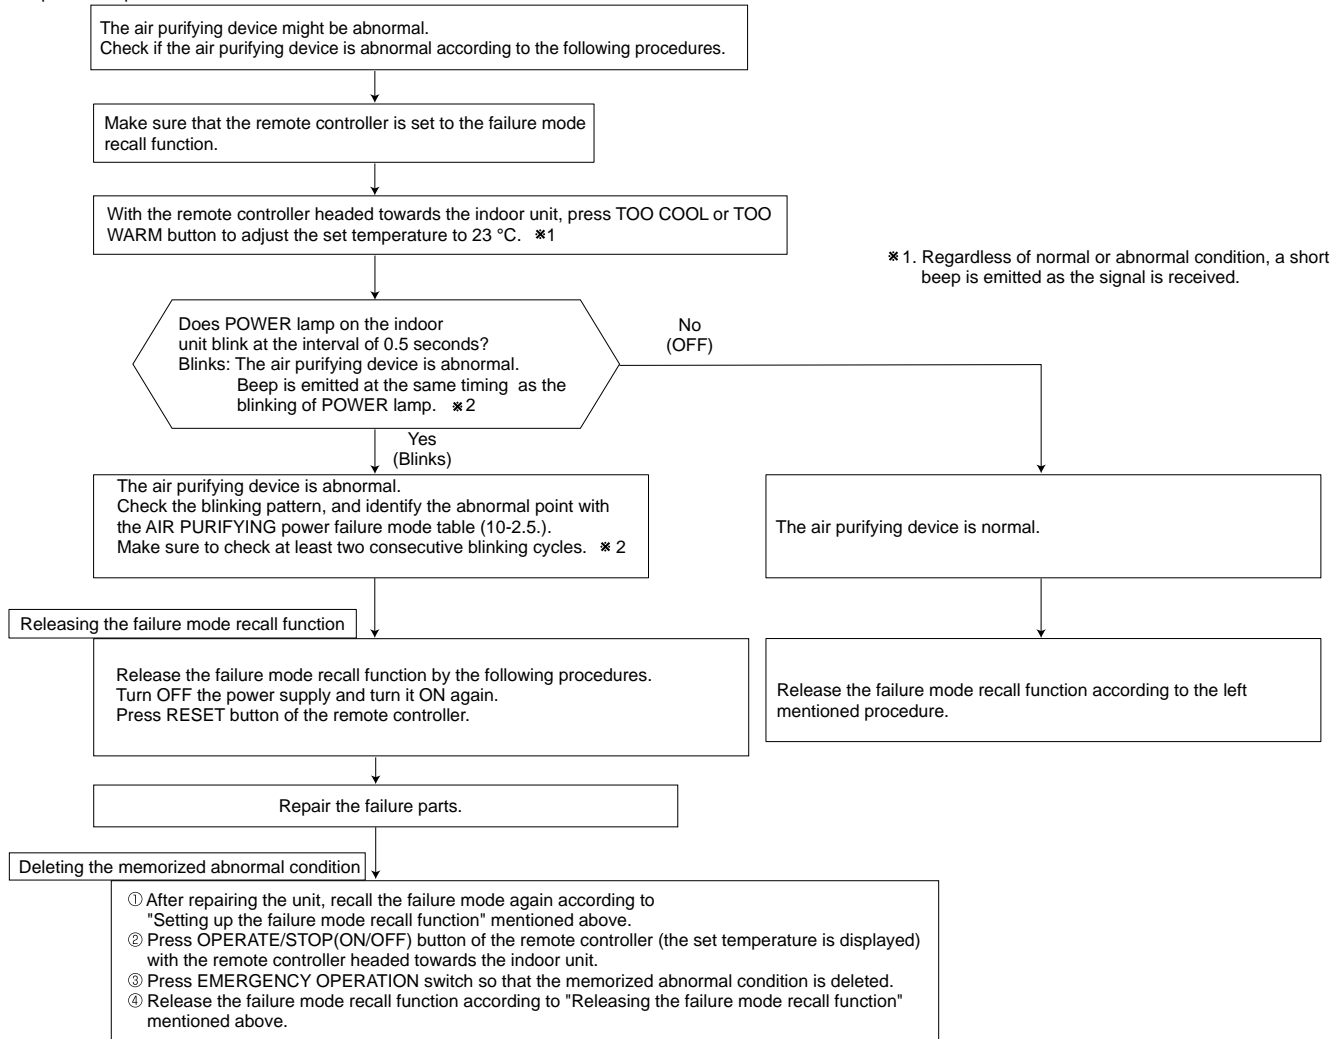 The air purifying device might be abnormal.
Check if the air purifying device is abnormal according to the following procedures.
Make sure that the remote controller is set to the failure mode
recall function.
With the remote controller headed towards the indoor unit, press TOO COOL or TOO
WARM button to adjust the set temperature to 23 °C. ※1
※1. Regardless of normal or abnormal condition, a short
beep is emitted as the signal is received.
Does POWER lamp on the indoor
unit blink at the interval of 0.5 seconds?
Blinks: The air purifying device is abnormal.
Beep is emitted at the same timing as the
blinking of POWER lamp. ※2
No
(OFF)
Yes
(Blinks)
The air purifying device is abnormal.
Check the blinking pattern, and identify the abnormal point with
the AIR PURIFYING power failure mode table (10-2.5.).
Make sure to check at least two consecutive blinking cycles. ※2
The air purifying device is normal.
Releasing the failure mode recall function
Release the failure mode recall function by the following procedures.
Turn OFF the power supply and turn it ON again.
Press RESET button of the remote controller.
Release the failure mode recall function according to the left
mentioned procedure.
Repair the failure parts.
Deleting the memorized abnormal condition
① After repairing the unit, recall the failure mode again according to
"Setting up the failure mode recall function" mentioned above.
② Press OPERATE/STOP(ON/OFF) button of the remote controller (the set temperature is displayed)
with the remote controller headed towards the indoor unit.
③ Press EMERGENCY OPERATION switch so that the memorized abnormal condition is deleted.
④ Release the failure mode recall function according to "Releasing the failure mode recall function"
mentioned above.